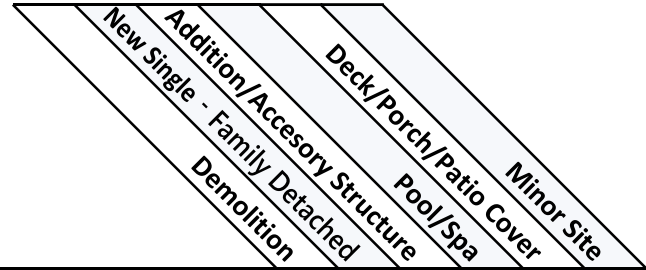 Demolition
New Single - Family Detached
Addition/Accesory Structure
Pool/Spa
Deck/Porch/Patio Cover
Minor Site